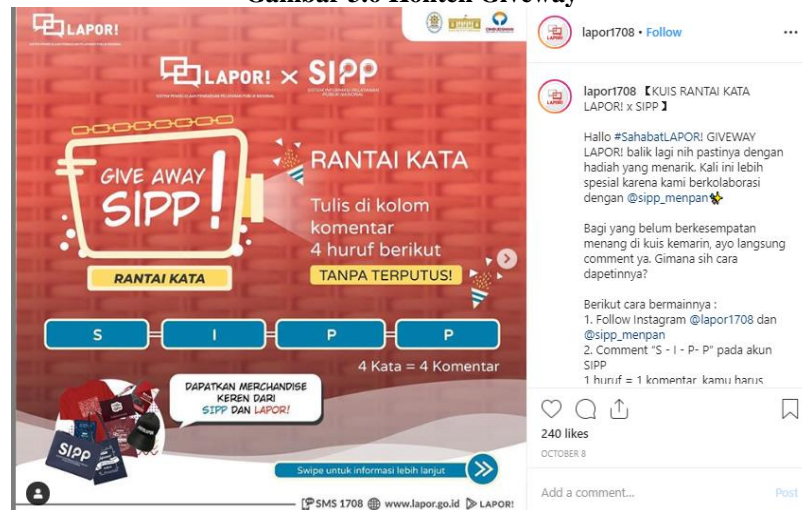 Gambar 3.6 Konten Giveway
LAPOR!
LAPOR! × SIPP
GIVE AWAY
SIPP!
RANTAI KATA
RANTAI KATA
Tulis di kolom
komentar
4 huruf berikut
TANPA TERPUTUS!
S I P P
4 Kata = 4 Komentar
DAPATKAN MERCHANDISE
KEREN DARI
SIPP DAN LAPOR!
SIPP
Swipe untuk informasi lebih lanjut
SMS 1708 www.lapor.go.id LAPOR!
lapor1708 • Follow
lapor1708 【KUIS RANTAI KATA
LAPOR! x SIPP】
Hallo #SahabatLAPOR! GIVEWAY
LAPOR! balik lagi nih pastinya dengan
hadiah yang menarik. Kali ini lebih
spesial karena kami berkolaborasi
dengan @sipp_menpan
Bagi yang belum berkesempatan
menang di kuis kemarin, ayo langsung
comment ya. Gimana sih cara
dapetinnya?
Berikut cara bermainnya :
1. Follow Instagram @lapor1708 dan
@sipp_menpan
2. Comment "S - I - P- P" pada akun
SIPP
1 huruf = 1 komentar, kamu harus
240 likes
OCTOBER 8
Add a comment... Post